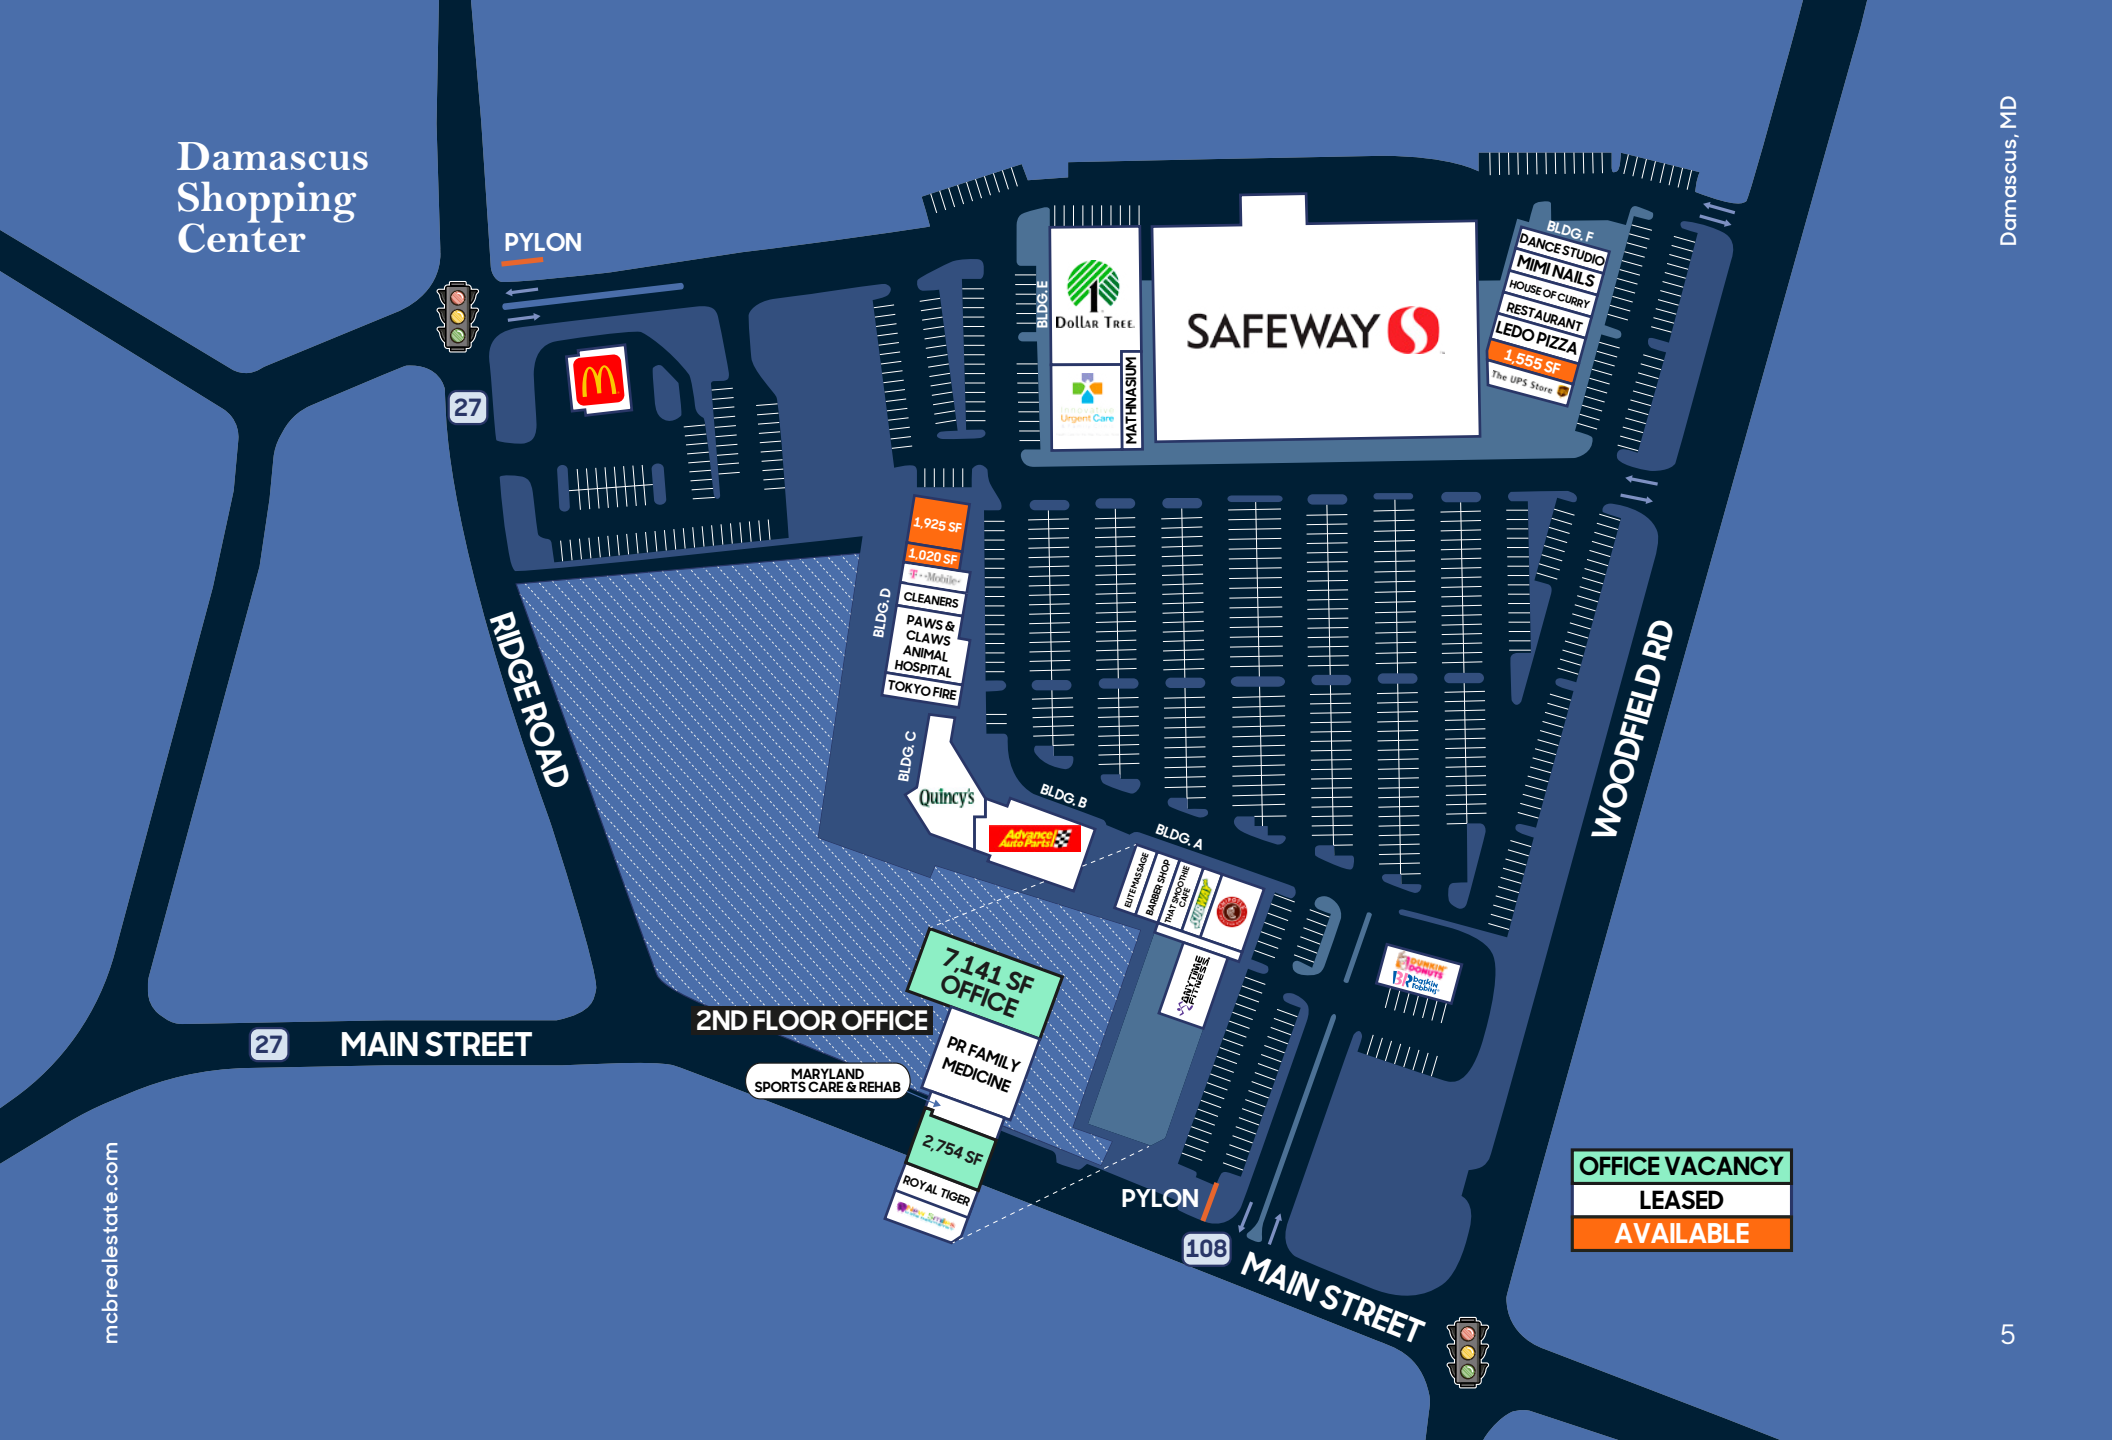 Damascus
Shopping
Center
Damascus, MD
PYLON
27
RIDGE ROAD
BLDG. E
DOLLAR TREE
Innovative
Urgent Care
MATHNASIUM
SAFEWAY
BLDG. F
DANCE STUDIO
MIMI NAILS
HOUSE OF CURRY
RESTAURANT
LEDO PIZZA
1,555 SF
The UPS Store
BLDG. D
1,925 SF
1,020 SF
T-Mobile
CLEANERS
PAWS &
CLAWS
ANIMAL
HOSPITAL
TOKYO FIRE
WOODFIELD RD
BLDG. C
Quincy's
BLDG. B
Advance
Auto Parts
BLDG. A
ELITE MASSAGE
BARBER SHOP
THAT SMOOTHIE
CAFE
SUBWAY
CHIPOTLE
ANYTIME
FITNESS
DUNKIN'
DONUTS
BR baskin
robbins
7,141 SF
OFFICE
2ND FLOOR OFFICE
PR FAMILY
MEDICINE
MARYLAND
SPORTS CARE & REHAB
2,754 SF
ROYAL TIGER
27
MAIN STREET
PYLON
108
MAIN STREET
OFFICE VACANCY
LEASED
AVAILABLE
mcbrealestate.com
5